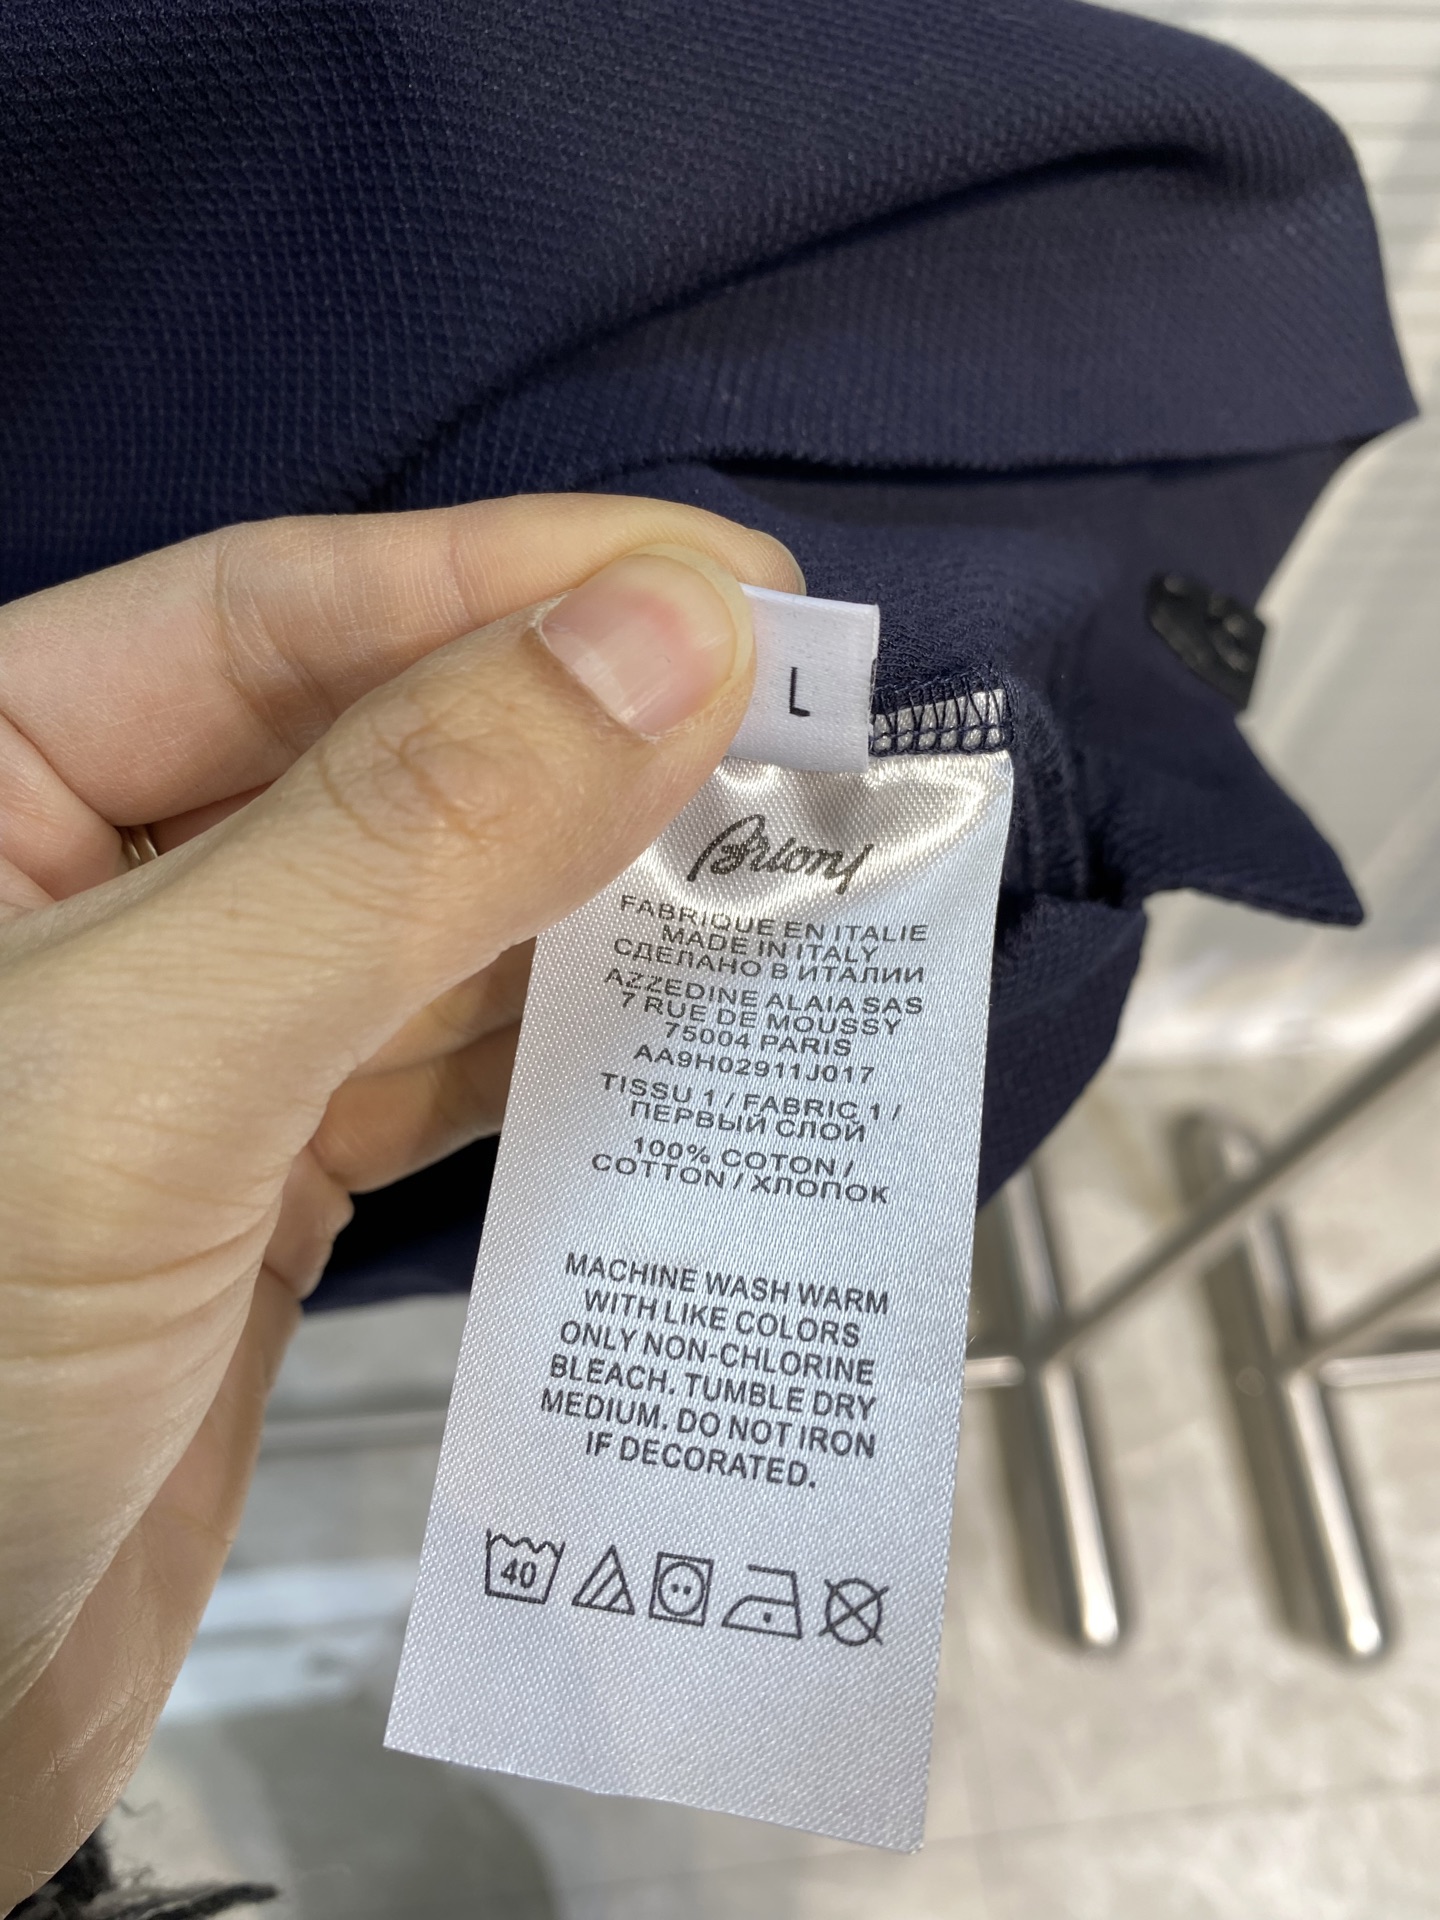 L
Brioni
FABRIQUE EN ITALIE
MADE IN ITALY
СДЕЛАНО В ИТАЛИИ
AZZEDINE ALAIA SAS
7 RUE DE MOUSSY
75004 PARIS
AA9H02911J017
TISSU 1 / FABRIC 1 /
ПЕРВЫЙ СЛОЙ
100% COTON /
COTTON / ХЛОПОК
MACHINE WASH WARM
WITH LIKE COLORS
ONLY NON-CHLORINE
BLEACH. TUMBLE DRY
MEDIUM. DO NOT IRON
IF DECORATED.
40